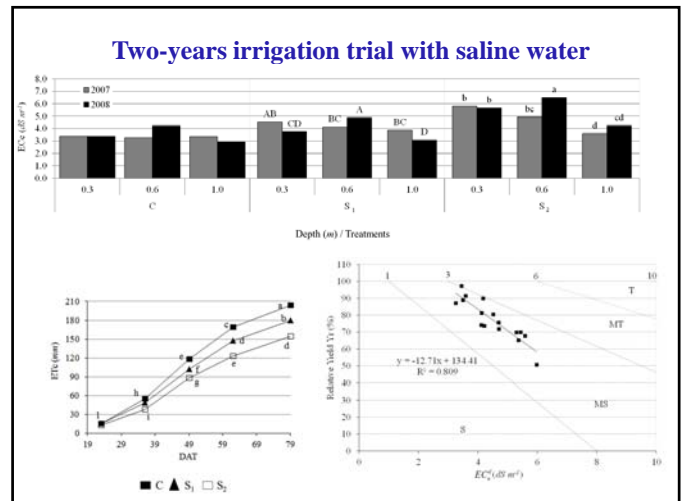 Two-years irrigation trial with saline water
8.0
7.0
6.0
5.0
4.0
3.0
2.0
1.0
0.0
ECe (dS m⁻¹)
2007
2008
AB CD BC A BC D b b bc a d cd
0.3 0.6 1.0 0.3 0.6 1.0 0.3 0.6 1.0
C S₁ S₂
Depth (m) / Treatments
210
180
150
120
90
60
30
0
ETc (mm)
a
b
c
d
d
e
e
f
g
h
i
l
19 29 39 49 59 69 79
DAT
C S₁ S₂
110
100
90
80
70
60
50
40
30
20
10
0
Relative Yield Yr (%)
1 3 6 10
T
MT
MS
S
y = -12.71x + 134.41
R² = 0.809
0 2 4 6 8 10
(dS m⁻¹)